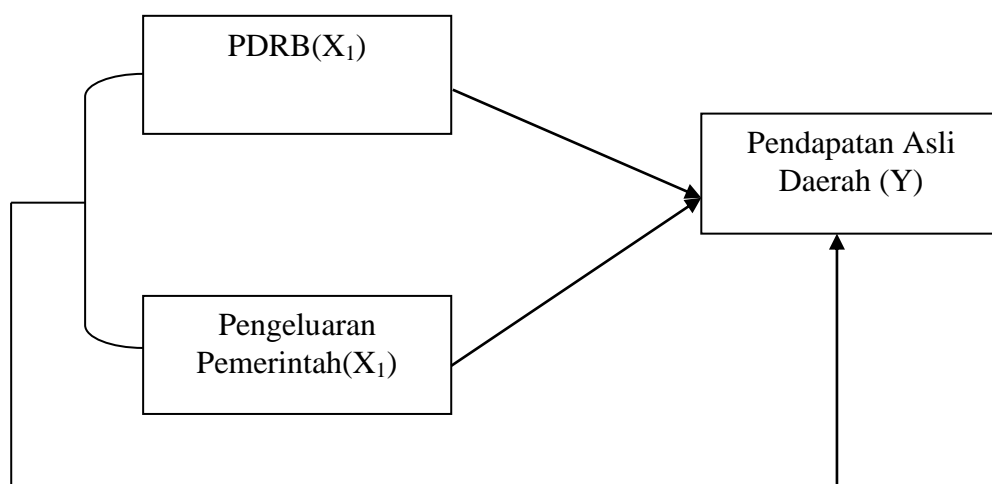 PDRB(X₁)
Pendapatan Asli
Daerah (Y)
Pengeluaran
Pemerintah(X₁)